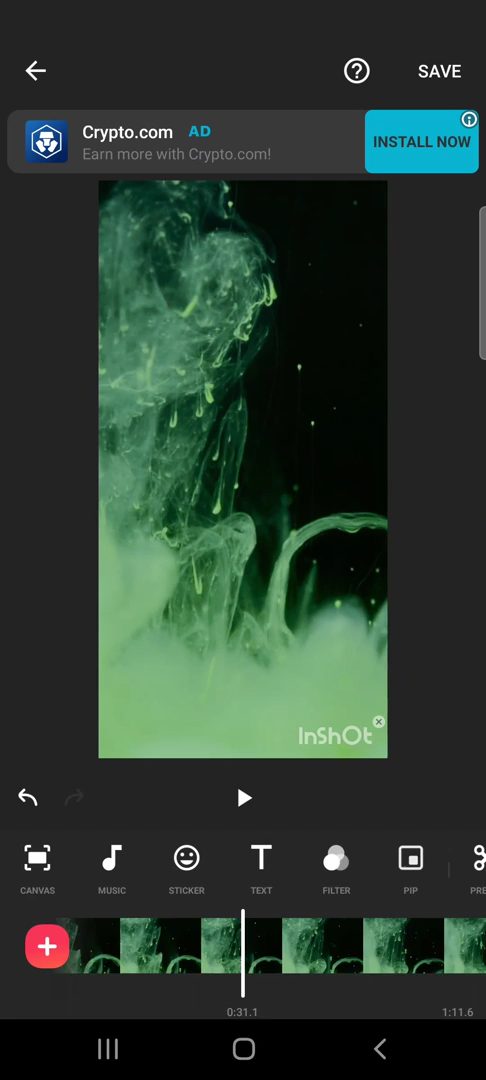 SAVE
Crypto.com AD
Earn more with Crypto.com!
INSTALL NOW
InShOt
CANVAS
MUSIC
STICKER
TEXT
FILTER
PIP
PRE
0:31.1
1:11.6